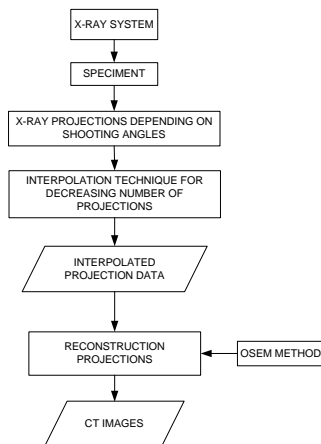 X-RAY SYSTEM
SPECIMENT
X-RAY PROJECTIONS DEPENDING ON
SHOOTING ANGLES
INTERPOLATION TECHNIQUE FOR
DECREASING NUMBER OF
PROJECTIONS
INTERPOLATED
PROJECTION DATA
RECONSTRUCTION
PROJECTIONS
OSEM METHOD
CT IMAGES